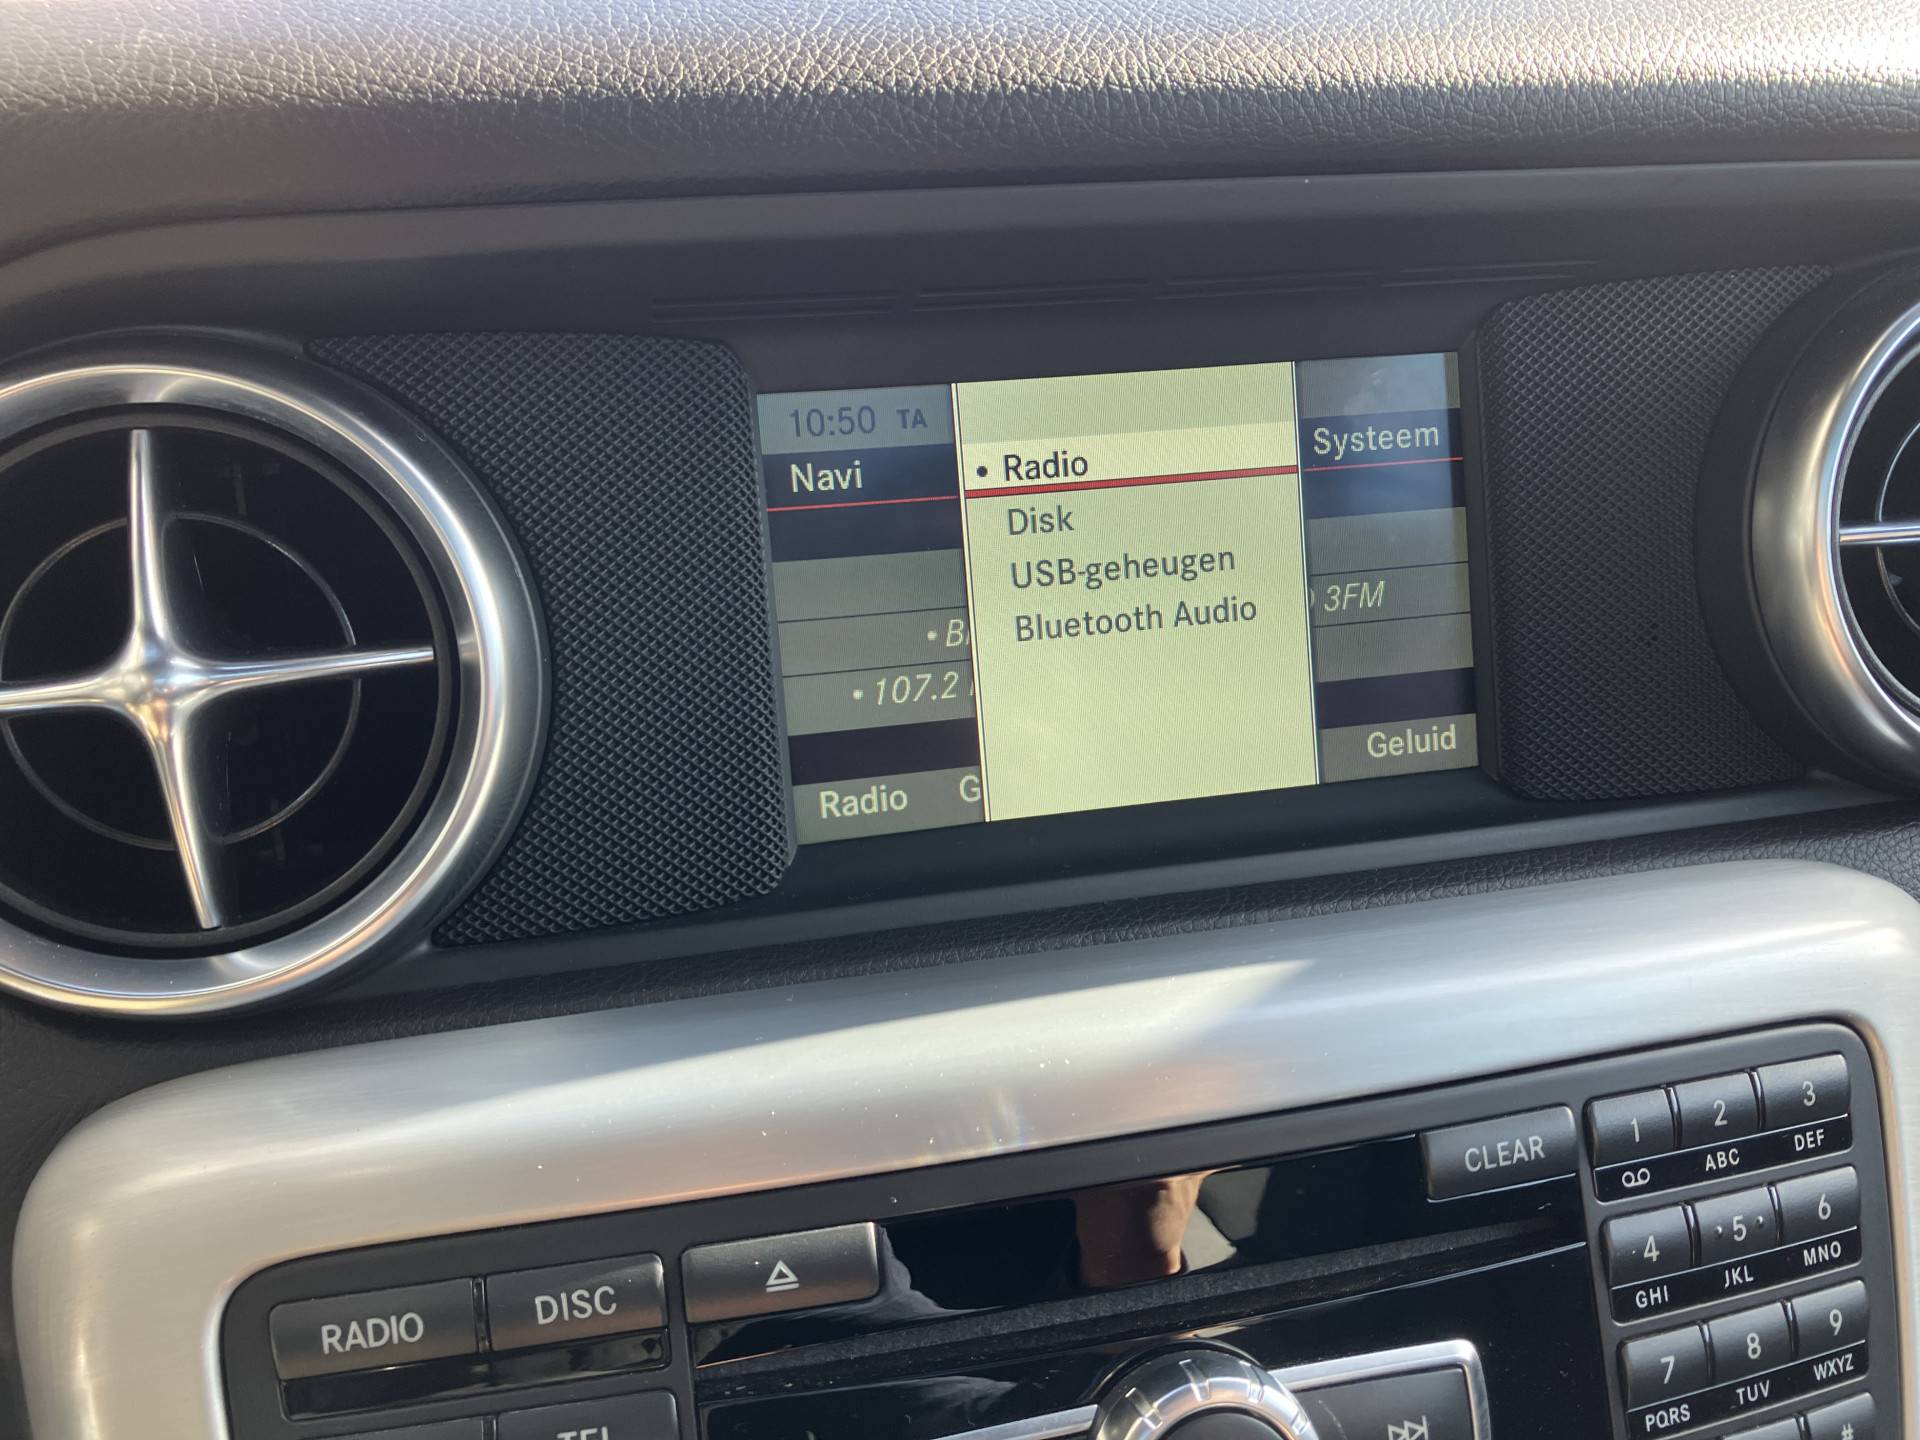 10:50 TA
Navi
• Radio
Systeem
Disk
USB-geheugen
Bluetooth Audio
3FM
• 107.2
Radio
Geluid
CLEAR
1
2 ABC
3 DEF
4 GHI
5 JKL
6 MNO
7 PQRS
8 TUV
9 WXYZ
#
RADIO
DISC
TEL